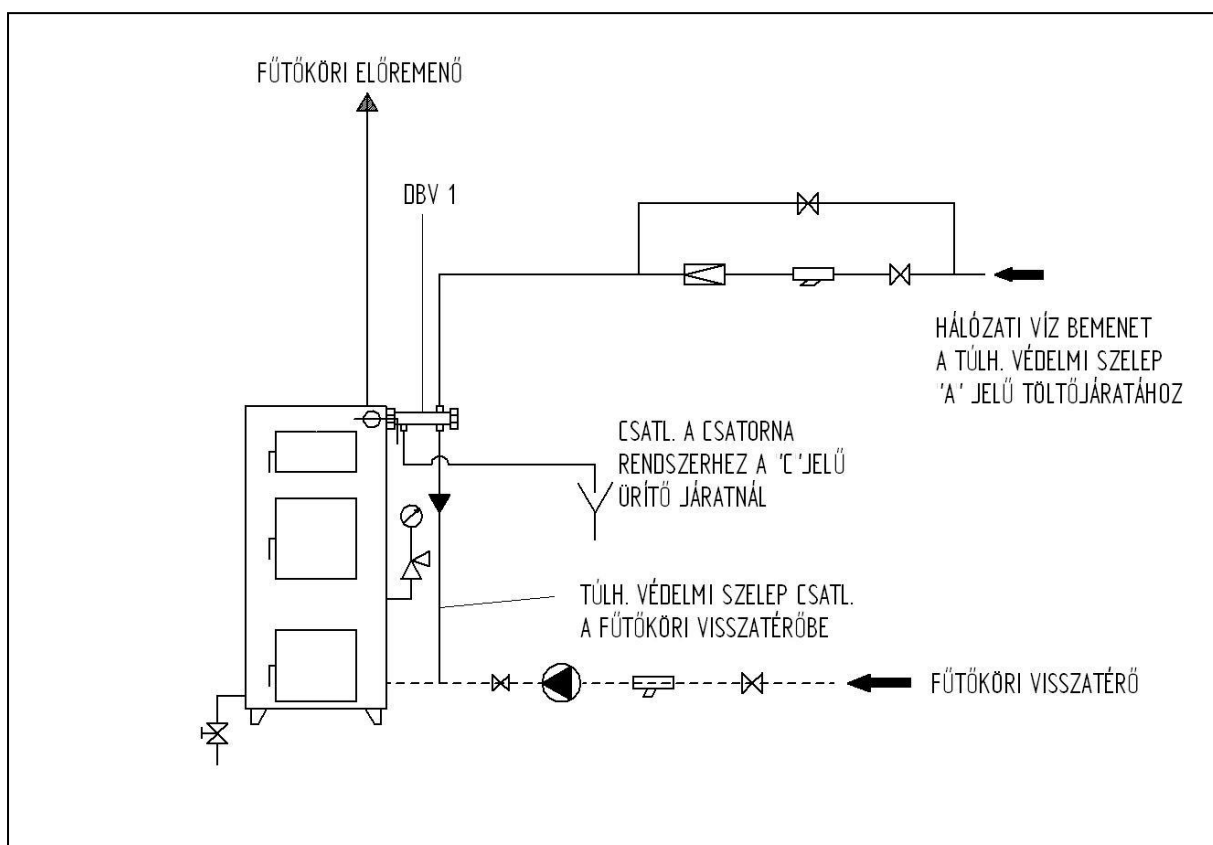 FŰTŐKÖRI ELŐREMENŐ
DBV 1
HÁLÓZATI VÍZ BEMENET
A TÚLH. VÉDELMI SZELEP
'A' JELŰ TÖLTŐJÁRATÁHOZ
CSATL. A CSATORNA
RENDSZERHEZ A 'C'JELŰ
ÜRÍTŐ JÁRATNÁL
TÚLH. VÉDELMI SZELEP CSATL.
A FŰTŐKÖRI VISSZATÉRŐBE
FŰTŐKÖRI VISSZATÉRŐ